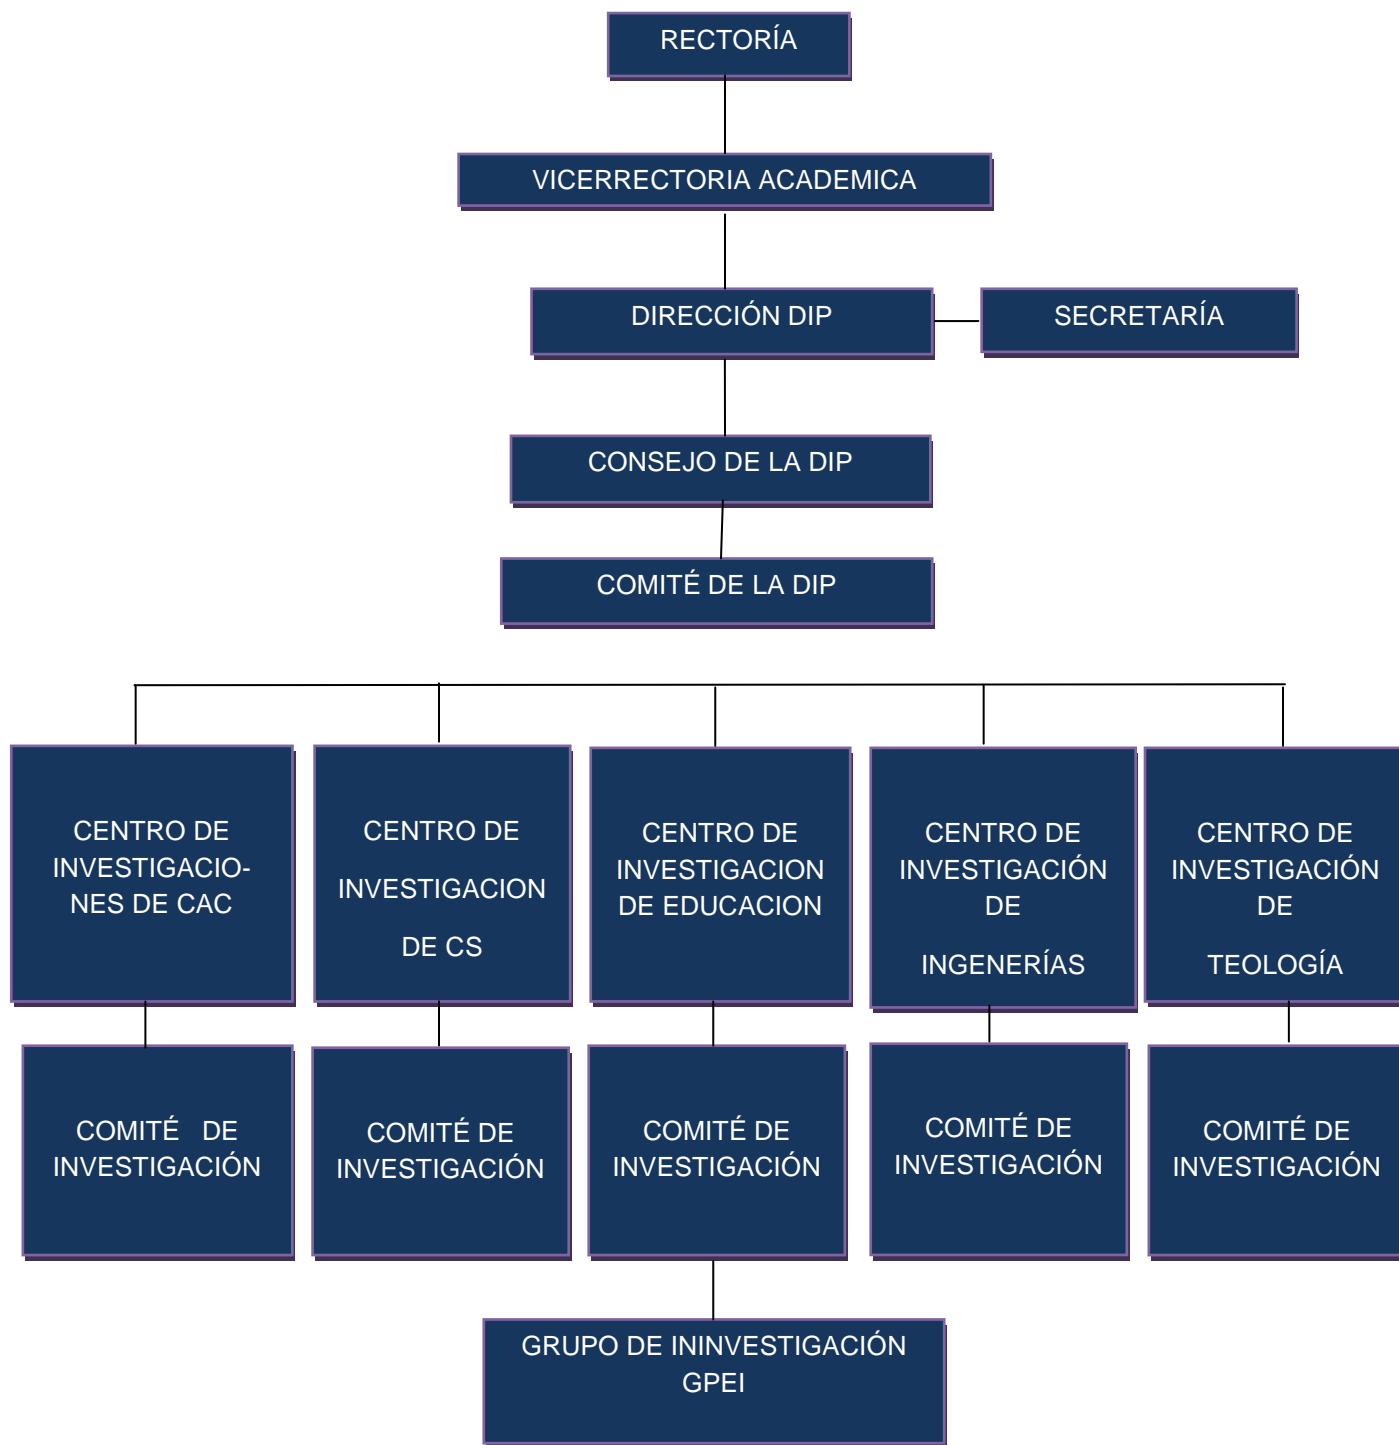 RECTORÍA
VICERRECTORIA ACADEMICA
DIRECCIÓN DIP
SECRETARÍA
CONSEJO DE LA DIP
COMITÉ DE LA DIP
CENTRO DE
INVESTIGACIO-
NES DE CAC
CENTRO DE
INVESTIGACION
DE CS
CENTRO DE
INVESTIGACION
DE EDUCACION
CENTRO DE
INVESTIGACIÓN
DE
INGENERÍAS
CENTRO DE
INVESTIGACIÓN
DE
TEOLOGÍA
COMITÉ DE
INVESTIGACIÓN
COMITÉ DE
INVESTIGACIÓN
COMITÉ DE
INVESTIGACIÓN
COMITÉ DE
INVESTIGACIÓN
COMITÉ DE
INVESTIGACIÓN
GRUPO DE ININVESTIGACIÓN
GPEI